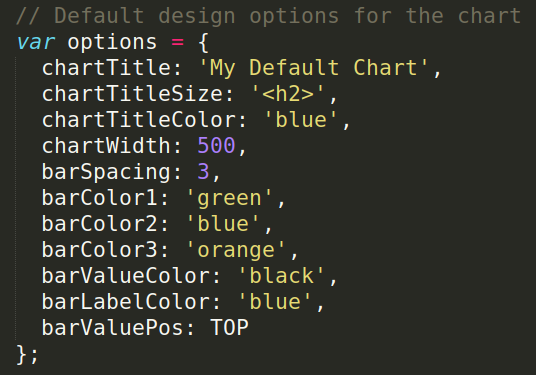 // Default design options for the chart
var options = {
  chartTitle: 'My Default Chart',
  chartTitleSize: '<h2>',
  chartTitleColor: 'blue',
  chartWidth: 500,
  barSpacing: 3,
  barColor1: 'green',
  barColor2: 'blue',
  barColor3: 'orange',
  barValueColor: 'black',
  barLabelColor: 'blue',
  barValuePos: TOP
};